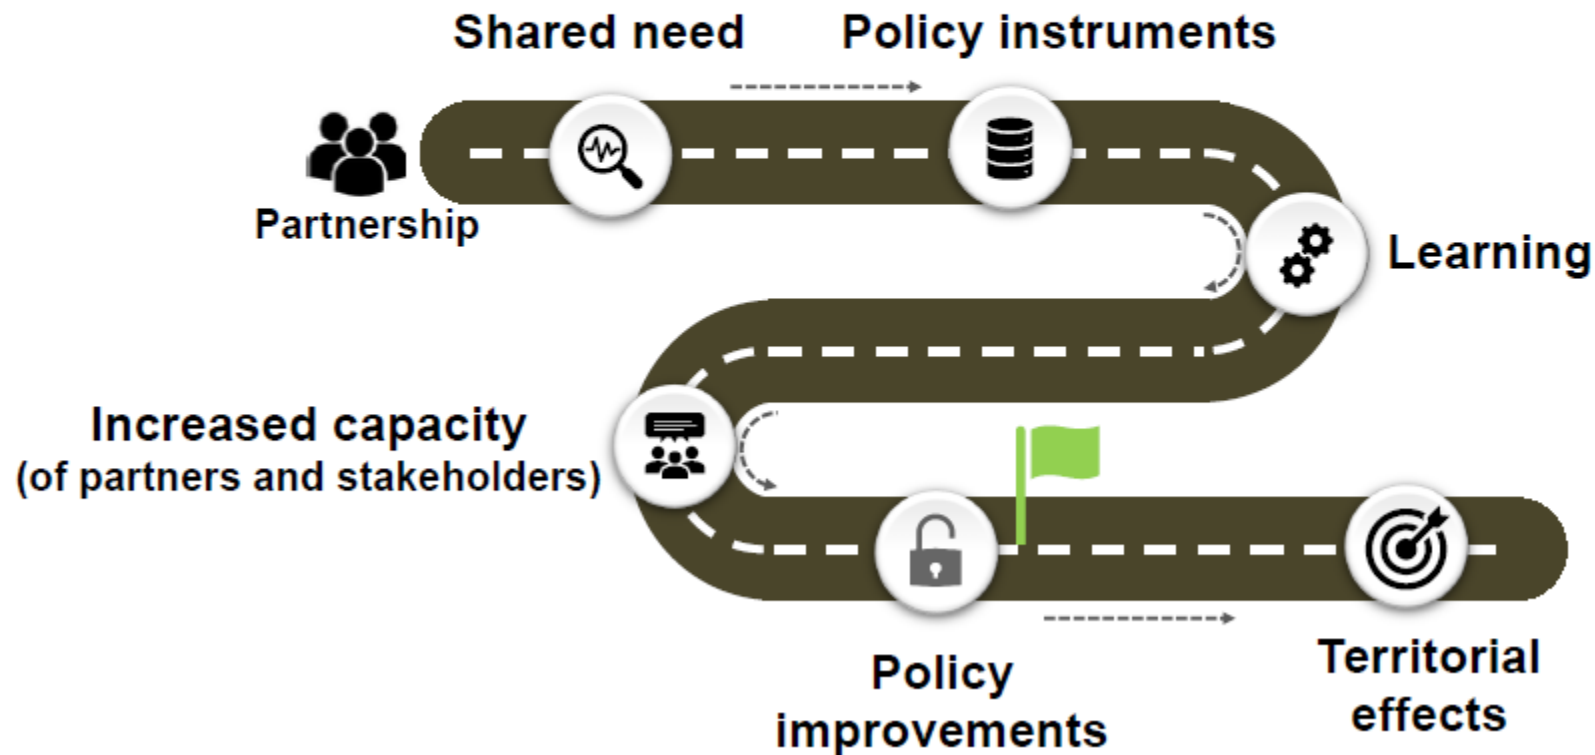 Shared need
Policy instruments
Partnership
Learning
Increased capacity
(of partners and stakeholders)
Policy
improvements
Territorial
effects